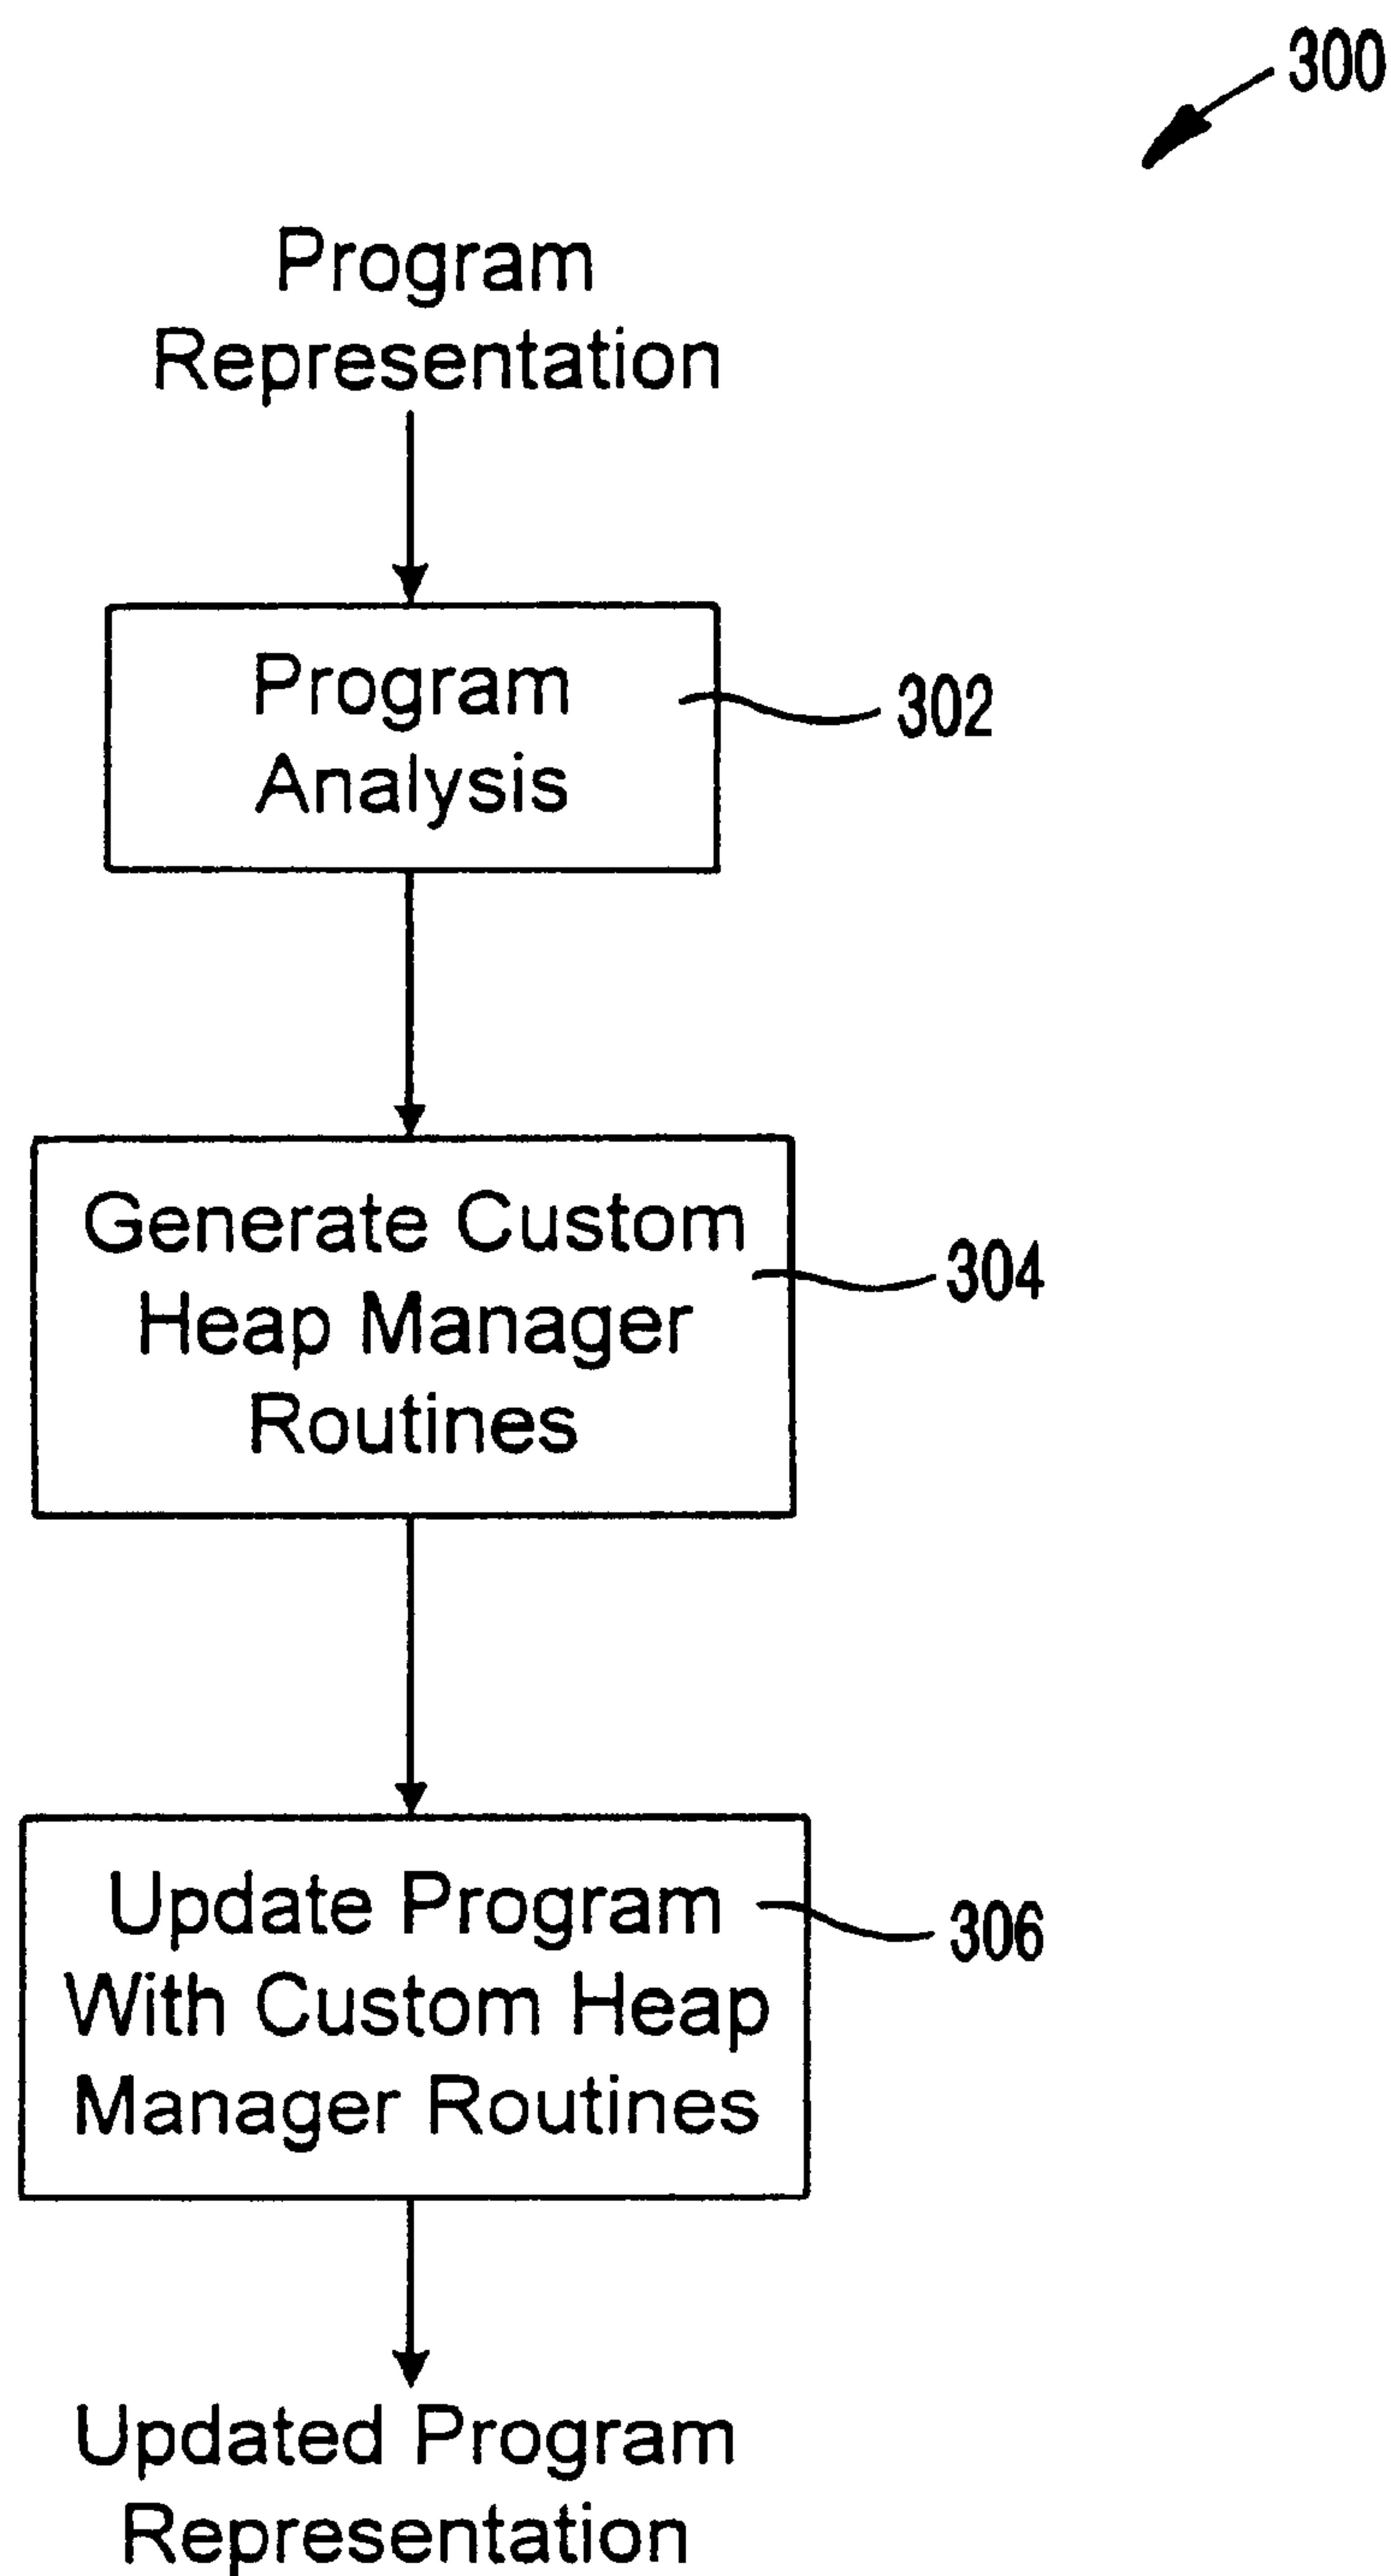 300
Program
Representation
Program
Analysis
302
Generate Custom
Heap Manager
Routines
304
Update Program
With Custom Heap
Manager Routines
306
Updated Program
Representation